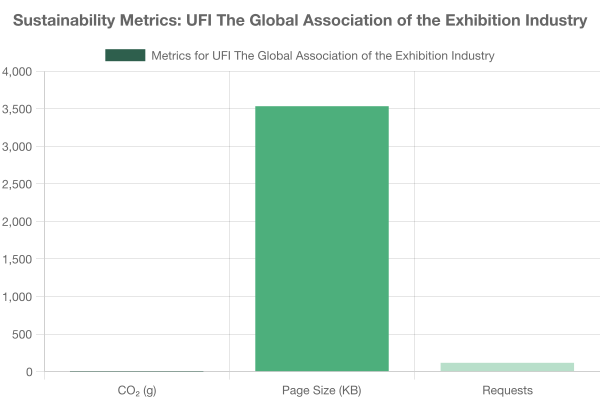 Sustainability Metrics: UFI The Global Association of the Exhibition Industry
Metrics for UFI The Global Association of the Exhibition Industry
4,000
3,500
3,000
2,500
2,000
1,500
1,000
500
0
CO₂ (g)
Page Size (KB)
Requests